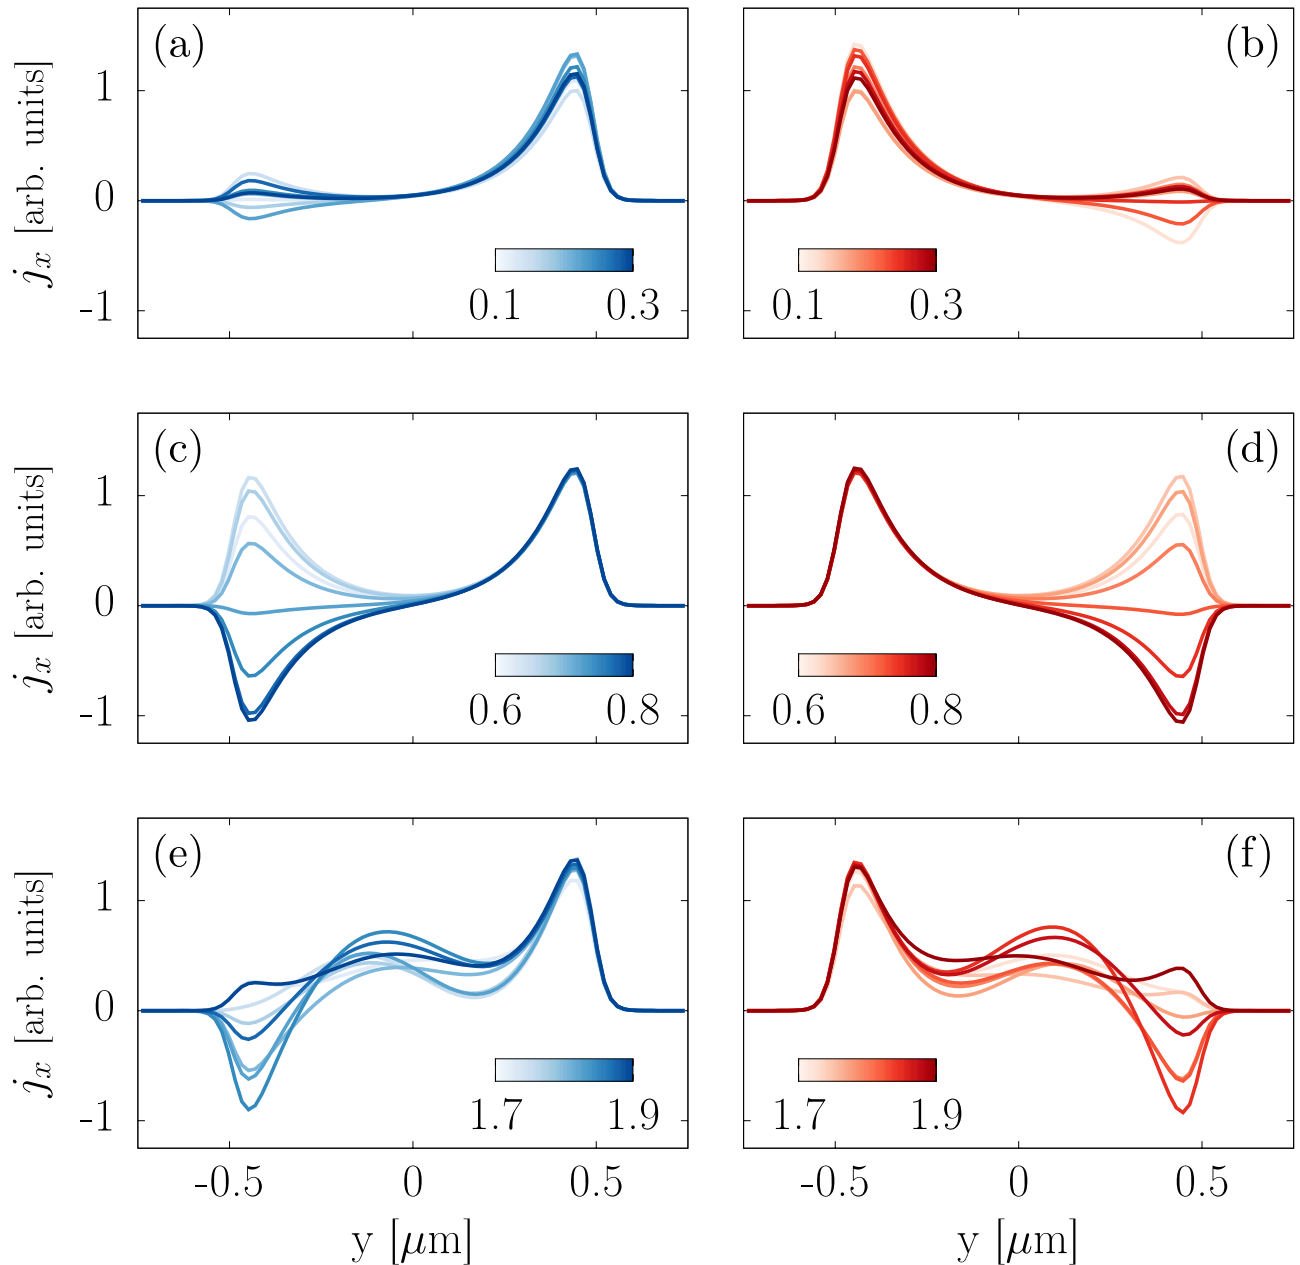 (a)
(b)
j_x [arb. units]
1
0
-1
0.1 0.3
0.1 0.3
(c)
(d)
j_x [arb. units]
1
0
-1
0.6 0.8
0.6 0.8
(e)
(f)
j_x [arb. units]
1
0
-1
1.7 1.9
1.7 1.9
-0.5 0 0.5
-0.5 0 0.5
y [μm]
y [μm]